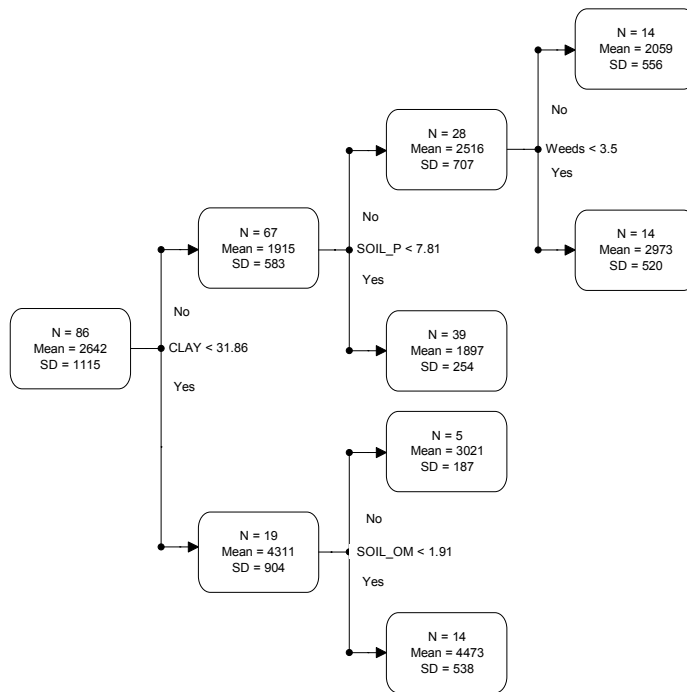 N = 14
Mean = 2059
SD = 556
No
N = 28
Mean = 2516
SD = 707
Weeds < 3.5
Yes
N = 67
Mean = 1915
SD = 583
No
SOIL_P < 7.81
N = 14
Mean = 2973
SD = 520
Yes
No
N = 86
Mean = 2642
SD = 1115
CLAY < 31.86
N = 39
Mean = 1897
SD = 254
Yes
N = 5
Mean = 3021
SD = 187
No
N = 19
Mean = 4311
SD = 904
SOIL_OM < 1.91
Yes
N = 14
Mean = 4473
SD = 538